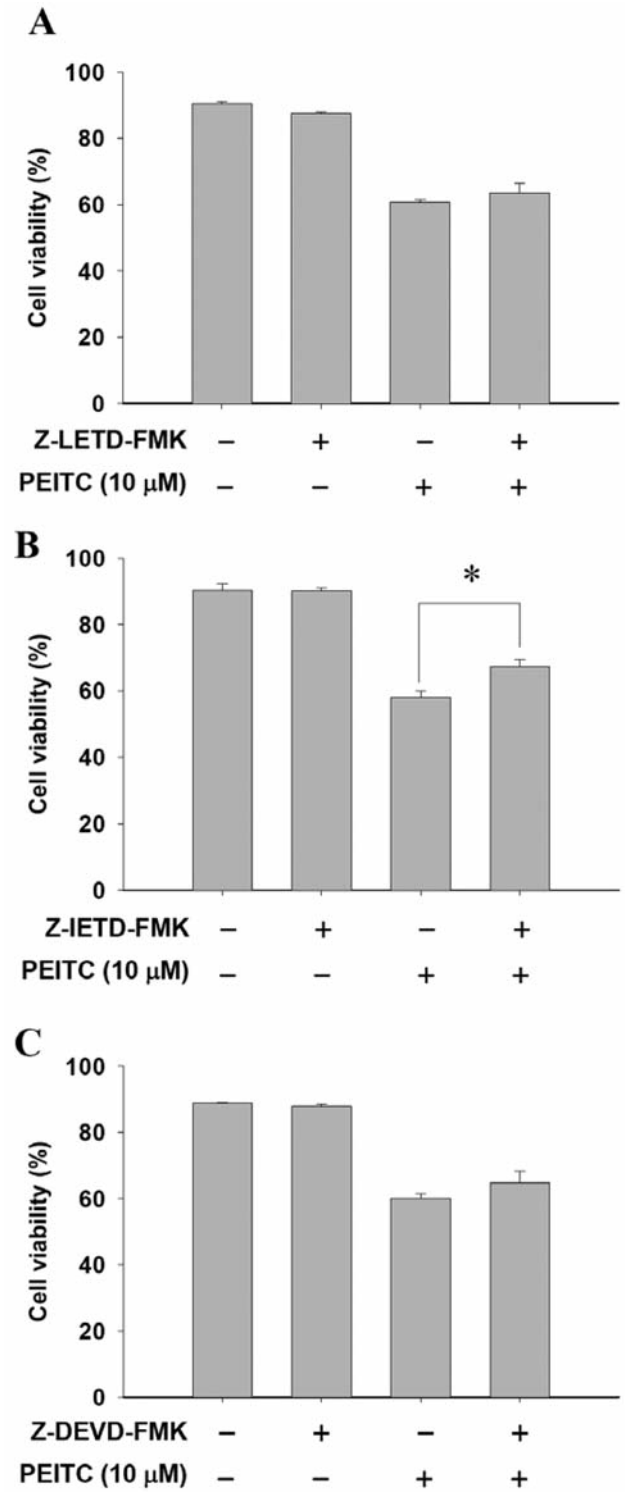 A
100
80
60
40
20
0
Cell viability (%)
Z-LETD-FMK − + − +
PEITC (10 μM) − − + +
B
100
80
60
40
20
0
Cell viability (%)
*
Z-IETD-FMK − + − +
PEITC (10 μM) − − + +
C
100
80
60
40
20
0
Cell viability (%)
Z-DEVD-FMK − + − +
PEITC (10 μM) − − + +